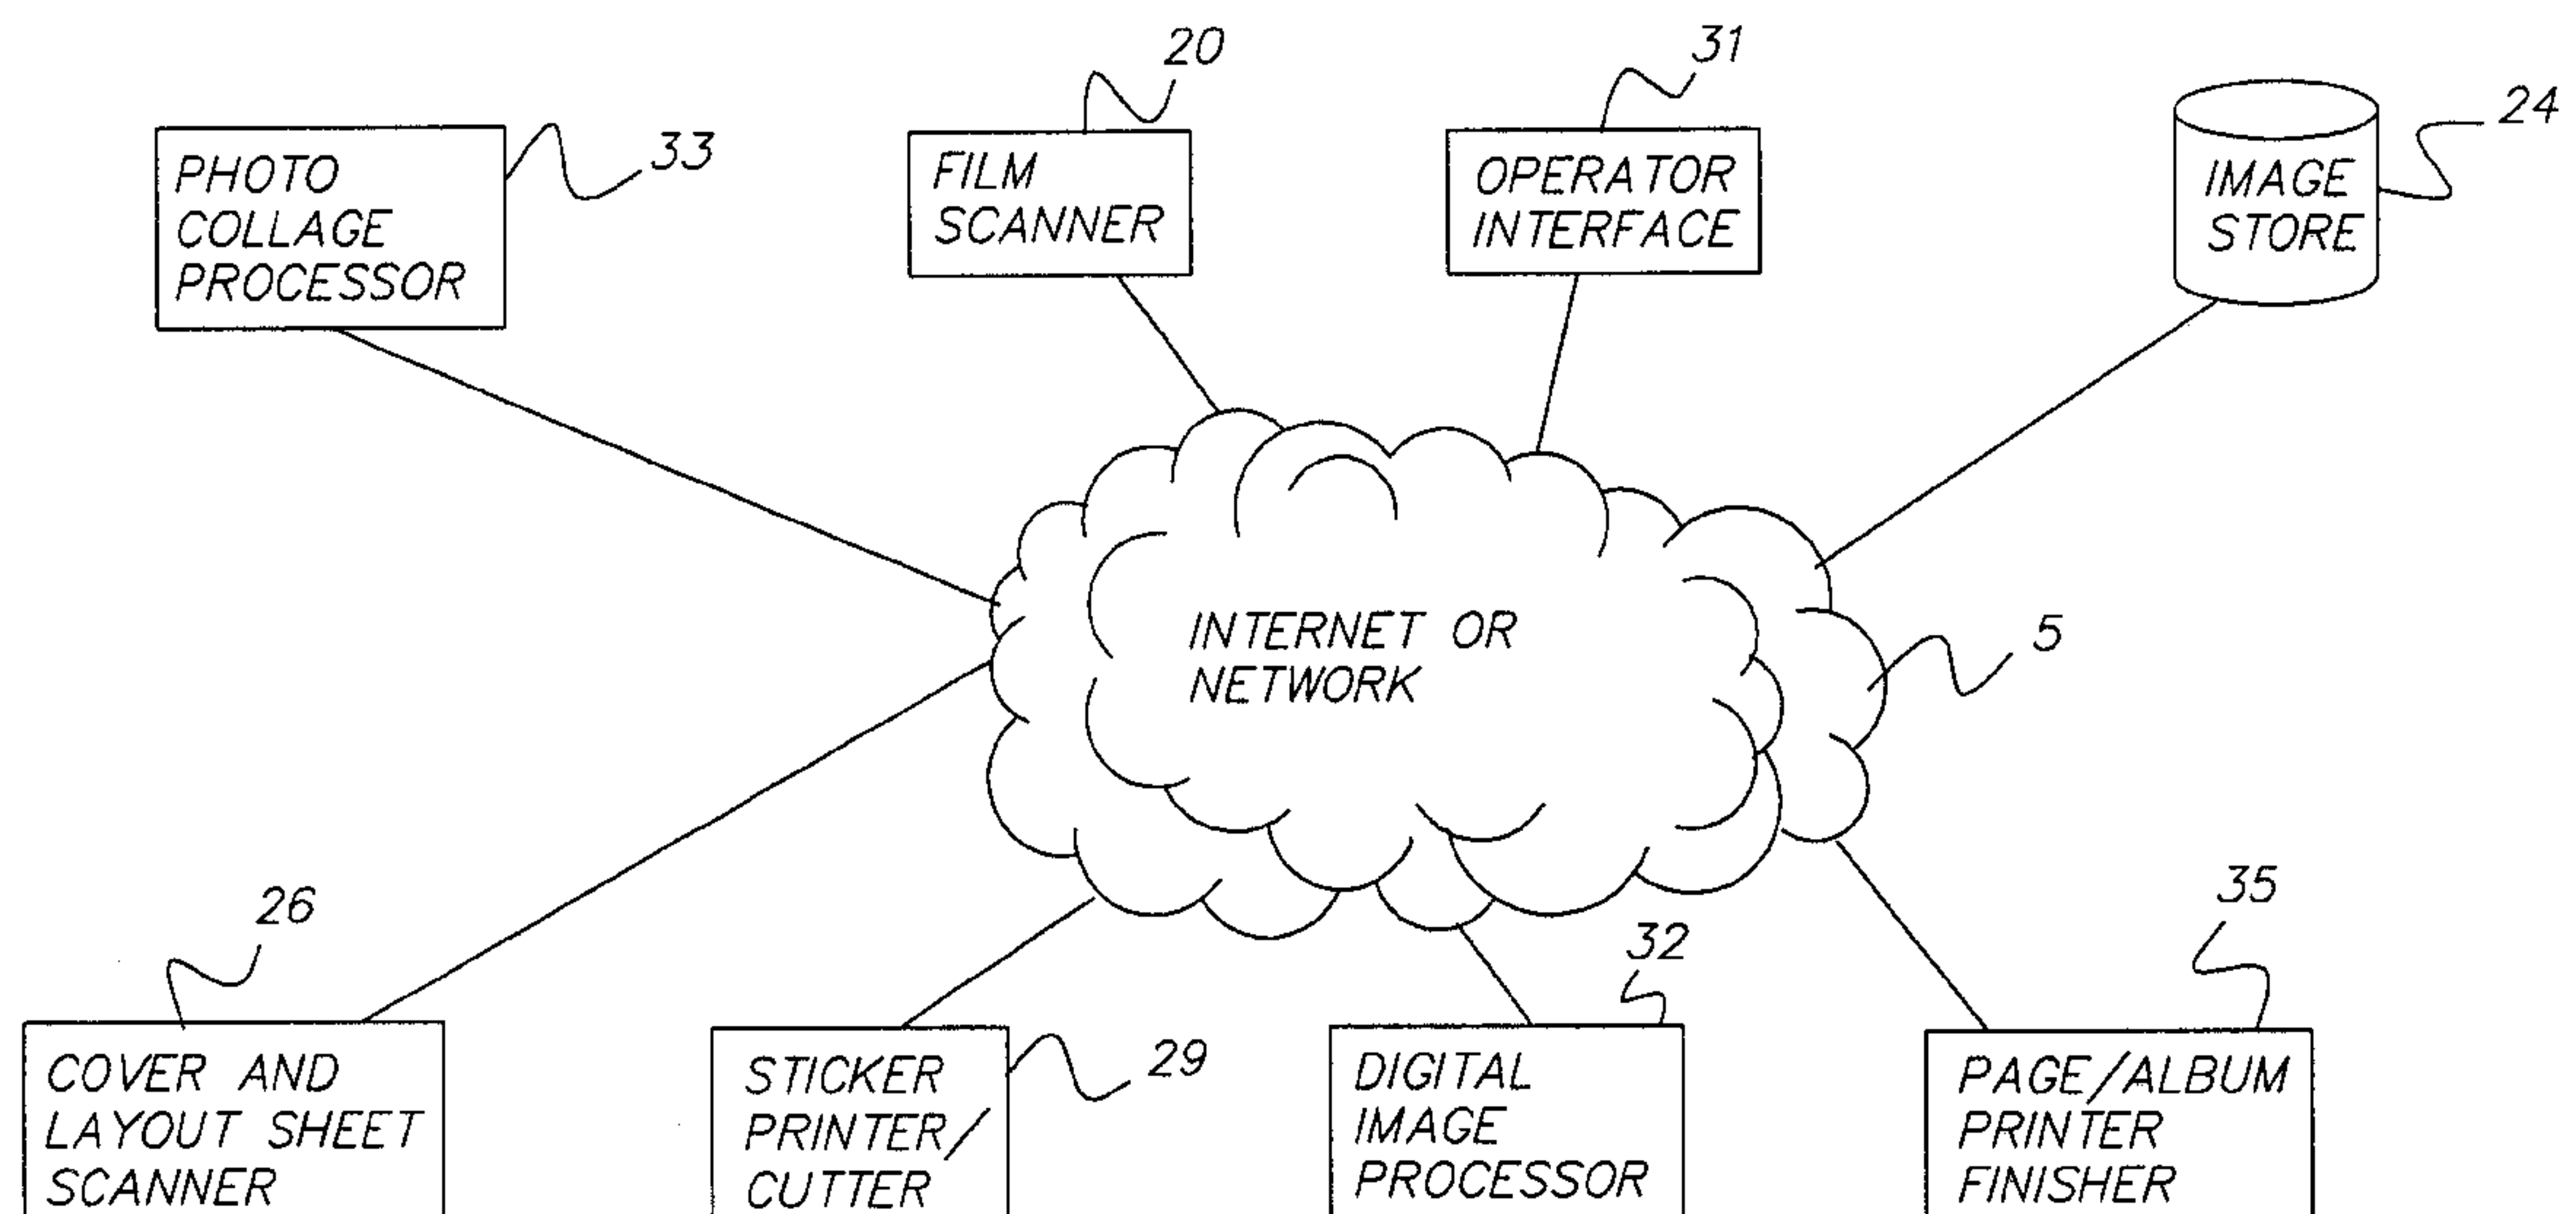 20
31
24
33
PHOTO
COLLAGE
PROCESSOR
FILM
SCANNER
OPERATOR
INTERFACE
IMAGE
STORE
INTERNET OR
NETWORK
5
26
32
35
29
COVER AND
LAYOUT SHEET
SCANNER
STICKER
PRINTER/
CUTTER
DIGITAL
IMAGE
PROCESSOR
PAGE/ALBUM
PRINTER
FINISHER